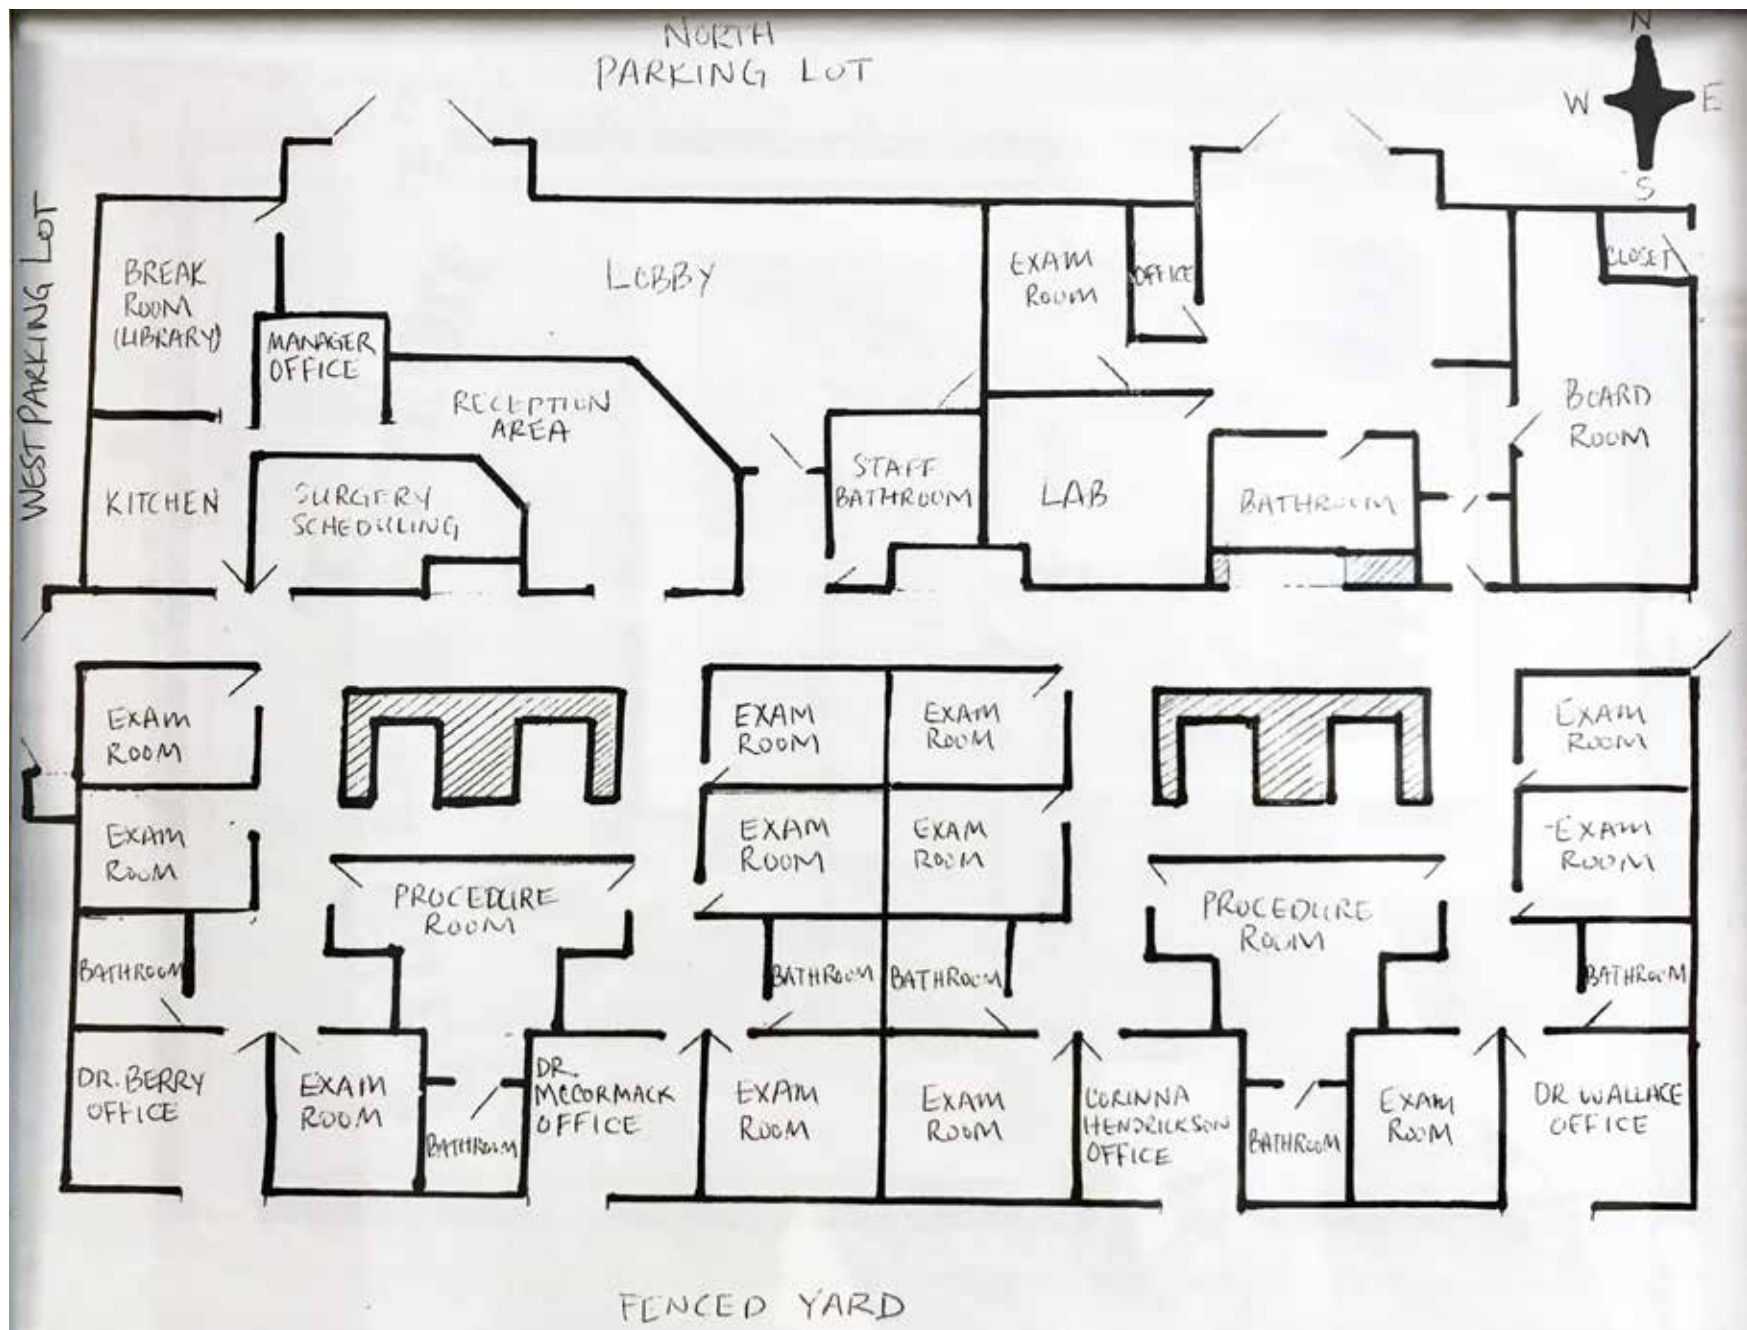 NORTH
PARKING LOT
N
W
E
S
WEST PARKING LOT
BREAK
ROOM
(LIBRARY)
LOBBY
EXAM
ROOM
OFFICE
CLOSET
MANAGER
OFFICE
RECEPTION
AREA
BOARD
ROOM
KITCHEN
SURGERY
SCHEDULING
STAFF
BATHROOM
LAB
BATHROOM
EXAM
ROOM
EXAM
ROOM
EXAM
ROOM
EXAM
ROOM
EXAM
ROOM
EXAM
ROOM
EXAM
ROOM
EXAM
ROOM
PROCEDURE
ROOM
PROCEDURE
ROOM
BATHROOM
BATHROOM
BATHROOM
BATHROOM
DR. BERRY
OFFICE
EXAM
ROOM
BATHROOM
DR.
MCCORMACK
OFFICE
EXAM
ROOM
EXAM
ROOM
CORINNA
HENDRICKSON
OFFICE
BATHROOM
EXAM
ROOM
DR WALLACE
OFFICE
FENCED YARD